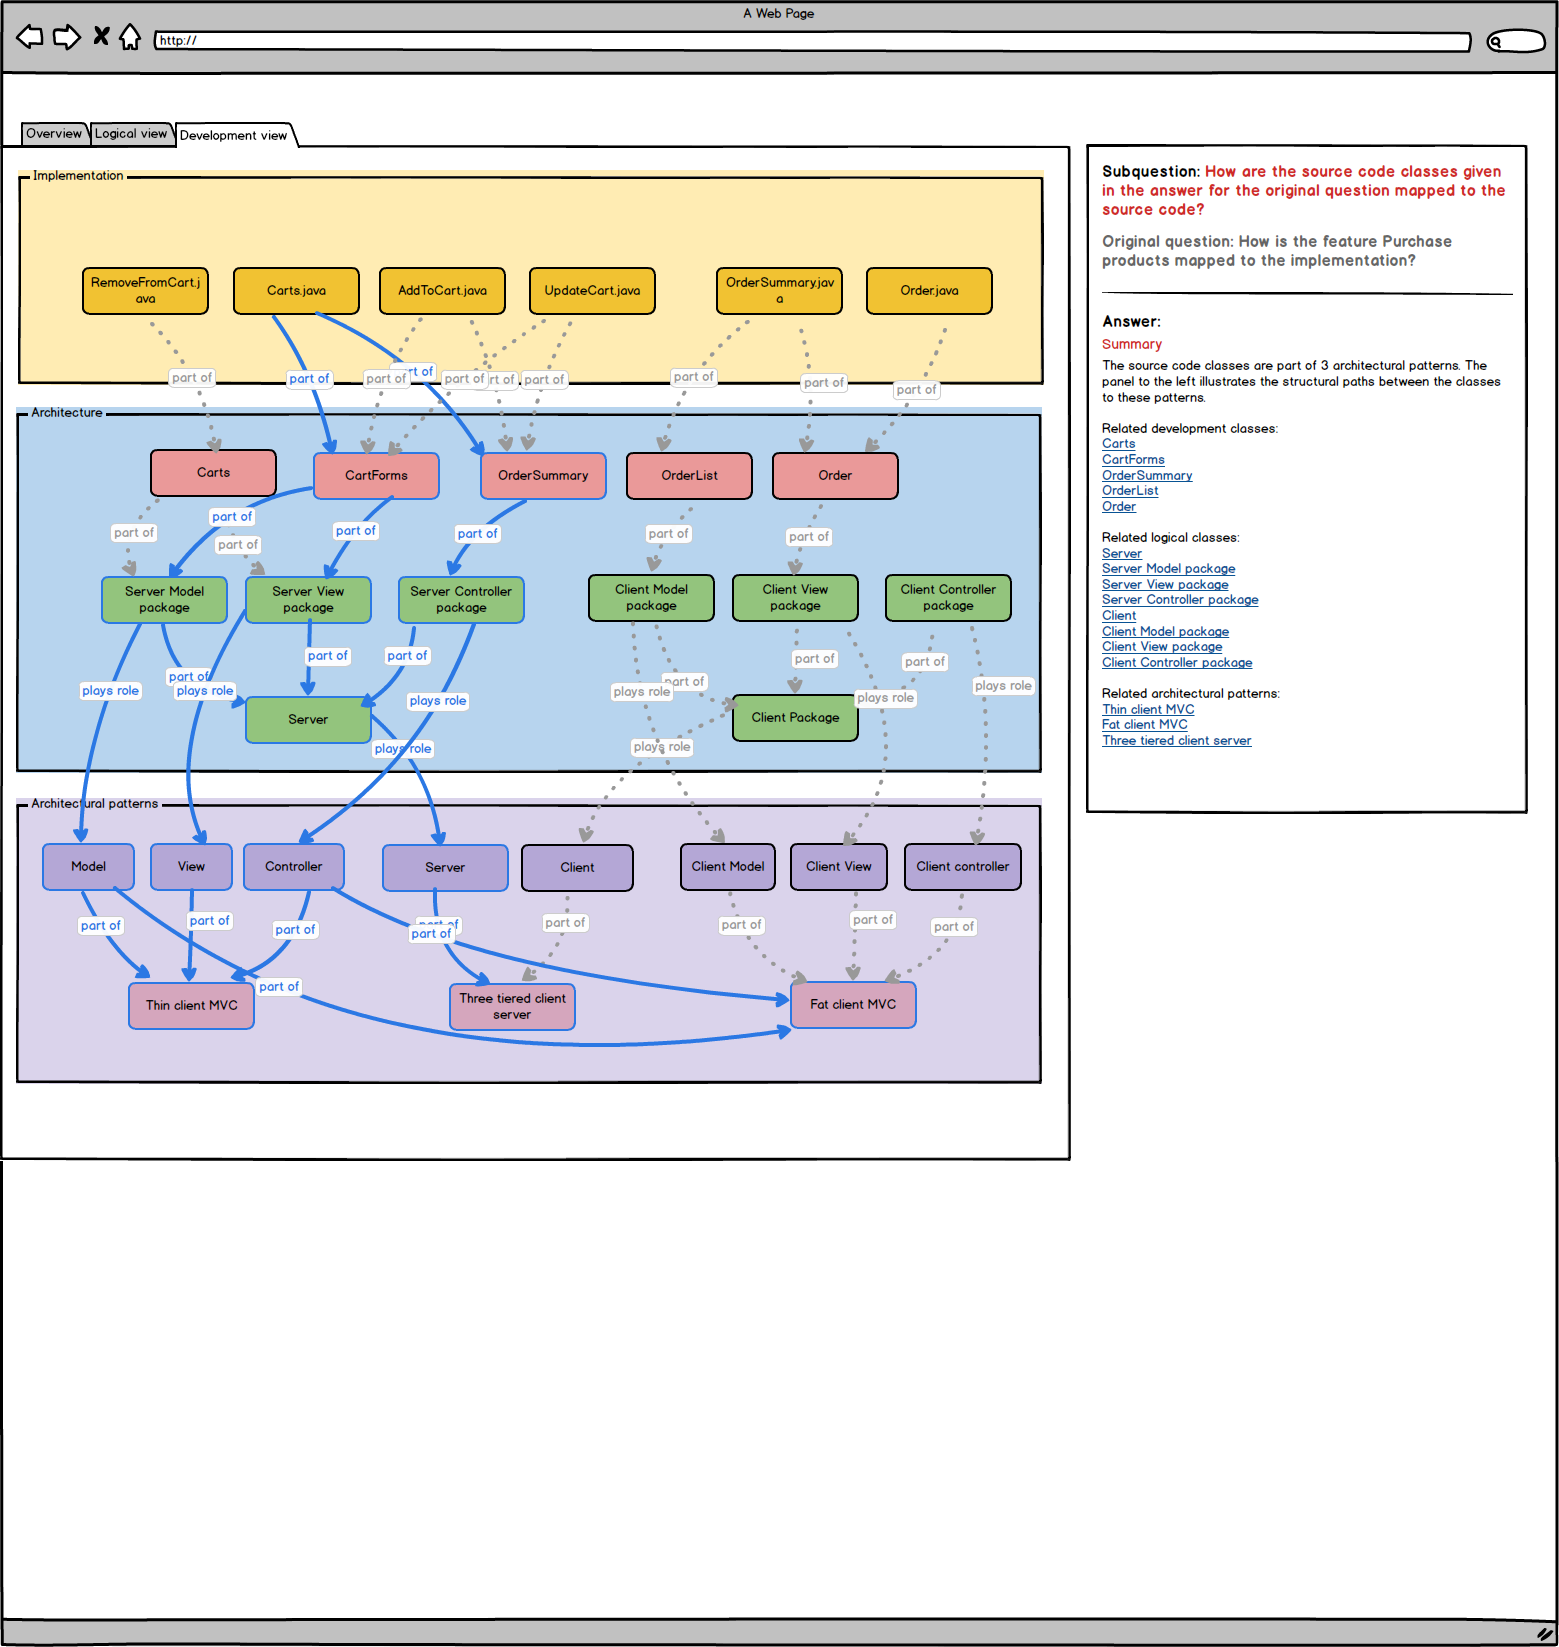 A Web Page
http://
Overview
Logical view
Development view
Implementation
RemoveFromCart.j
ava
Carts.java
AddToCart.java
UpdateCart.java
OrderSummary.jav
a
Order.java
part of
part of
part of
rt of
part of
rt of
part of
part of
part of
part of
Architecture
Carts
CartForms
OrderSummary
OrderList
Order
part of
part of
part of
part of
part of
part of
part of
Server Model
package
Server View
package
Server Controller
package
Client Model
package
Client View
package
Client Controller
package
part of
part of
part of
part of
part of
part of
plays role
plays role
plays role
plays role
plays role
plays role
Server
Client Package
plays role
plays role
Architectural patterns
Model
View
Controller
Server
Client
Client Model
Client View
Client controller
part of
part of
part of
part of
part of
part of
part of
part of
part of
part of
Thin client MVC
Three tiered client
server
Fat client MVC
Subquestion: How are the source code classes given
in the answer for the original question mapped to the
source code?
Original question: How is the feature Purchase
products mapped to the implementation?
Answer:
Summary
The source code classes are part of 3 architectural patterns. The
panel to the left illustrates the structural paths between the classes
to these patterns.
Related development classes:
Carts
CartForms
OrderSummary
OrderList
Order
Related logical classes:
Server
Server Model package
Server View package
Server Controller package
Client
Client Model package
Client View package
Client Controller package
Related architectural patterns:
Thin client MVC
Fat client MVC
Three tiered client server